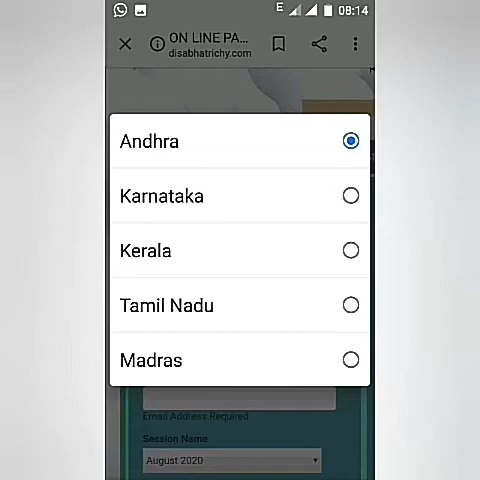 E
08:14
ON LINE PA...
disabhatrichy.com
Andhra
Karnataka
Kerala
Tamil Nadu
Madras
Email Address Required
Session Name
August 2020